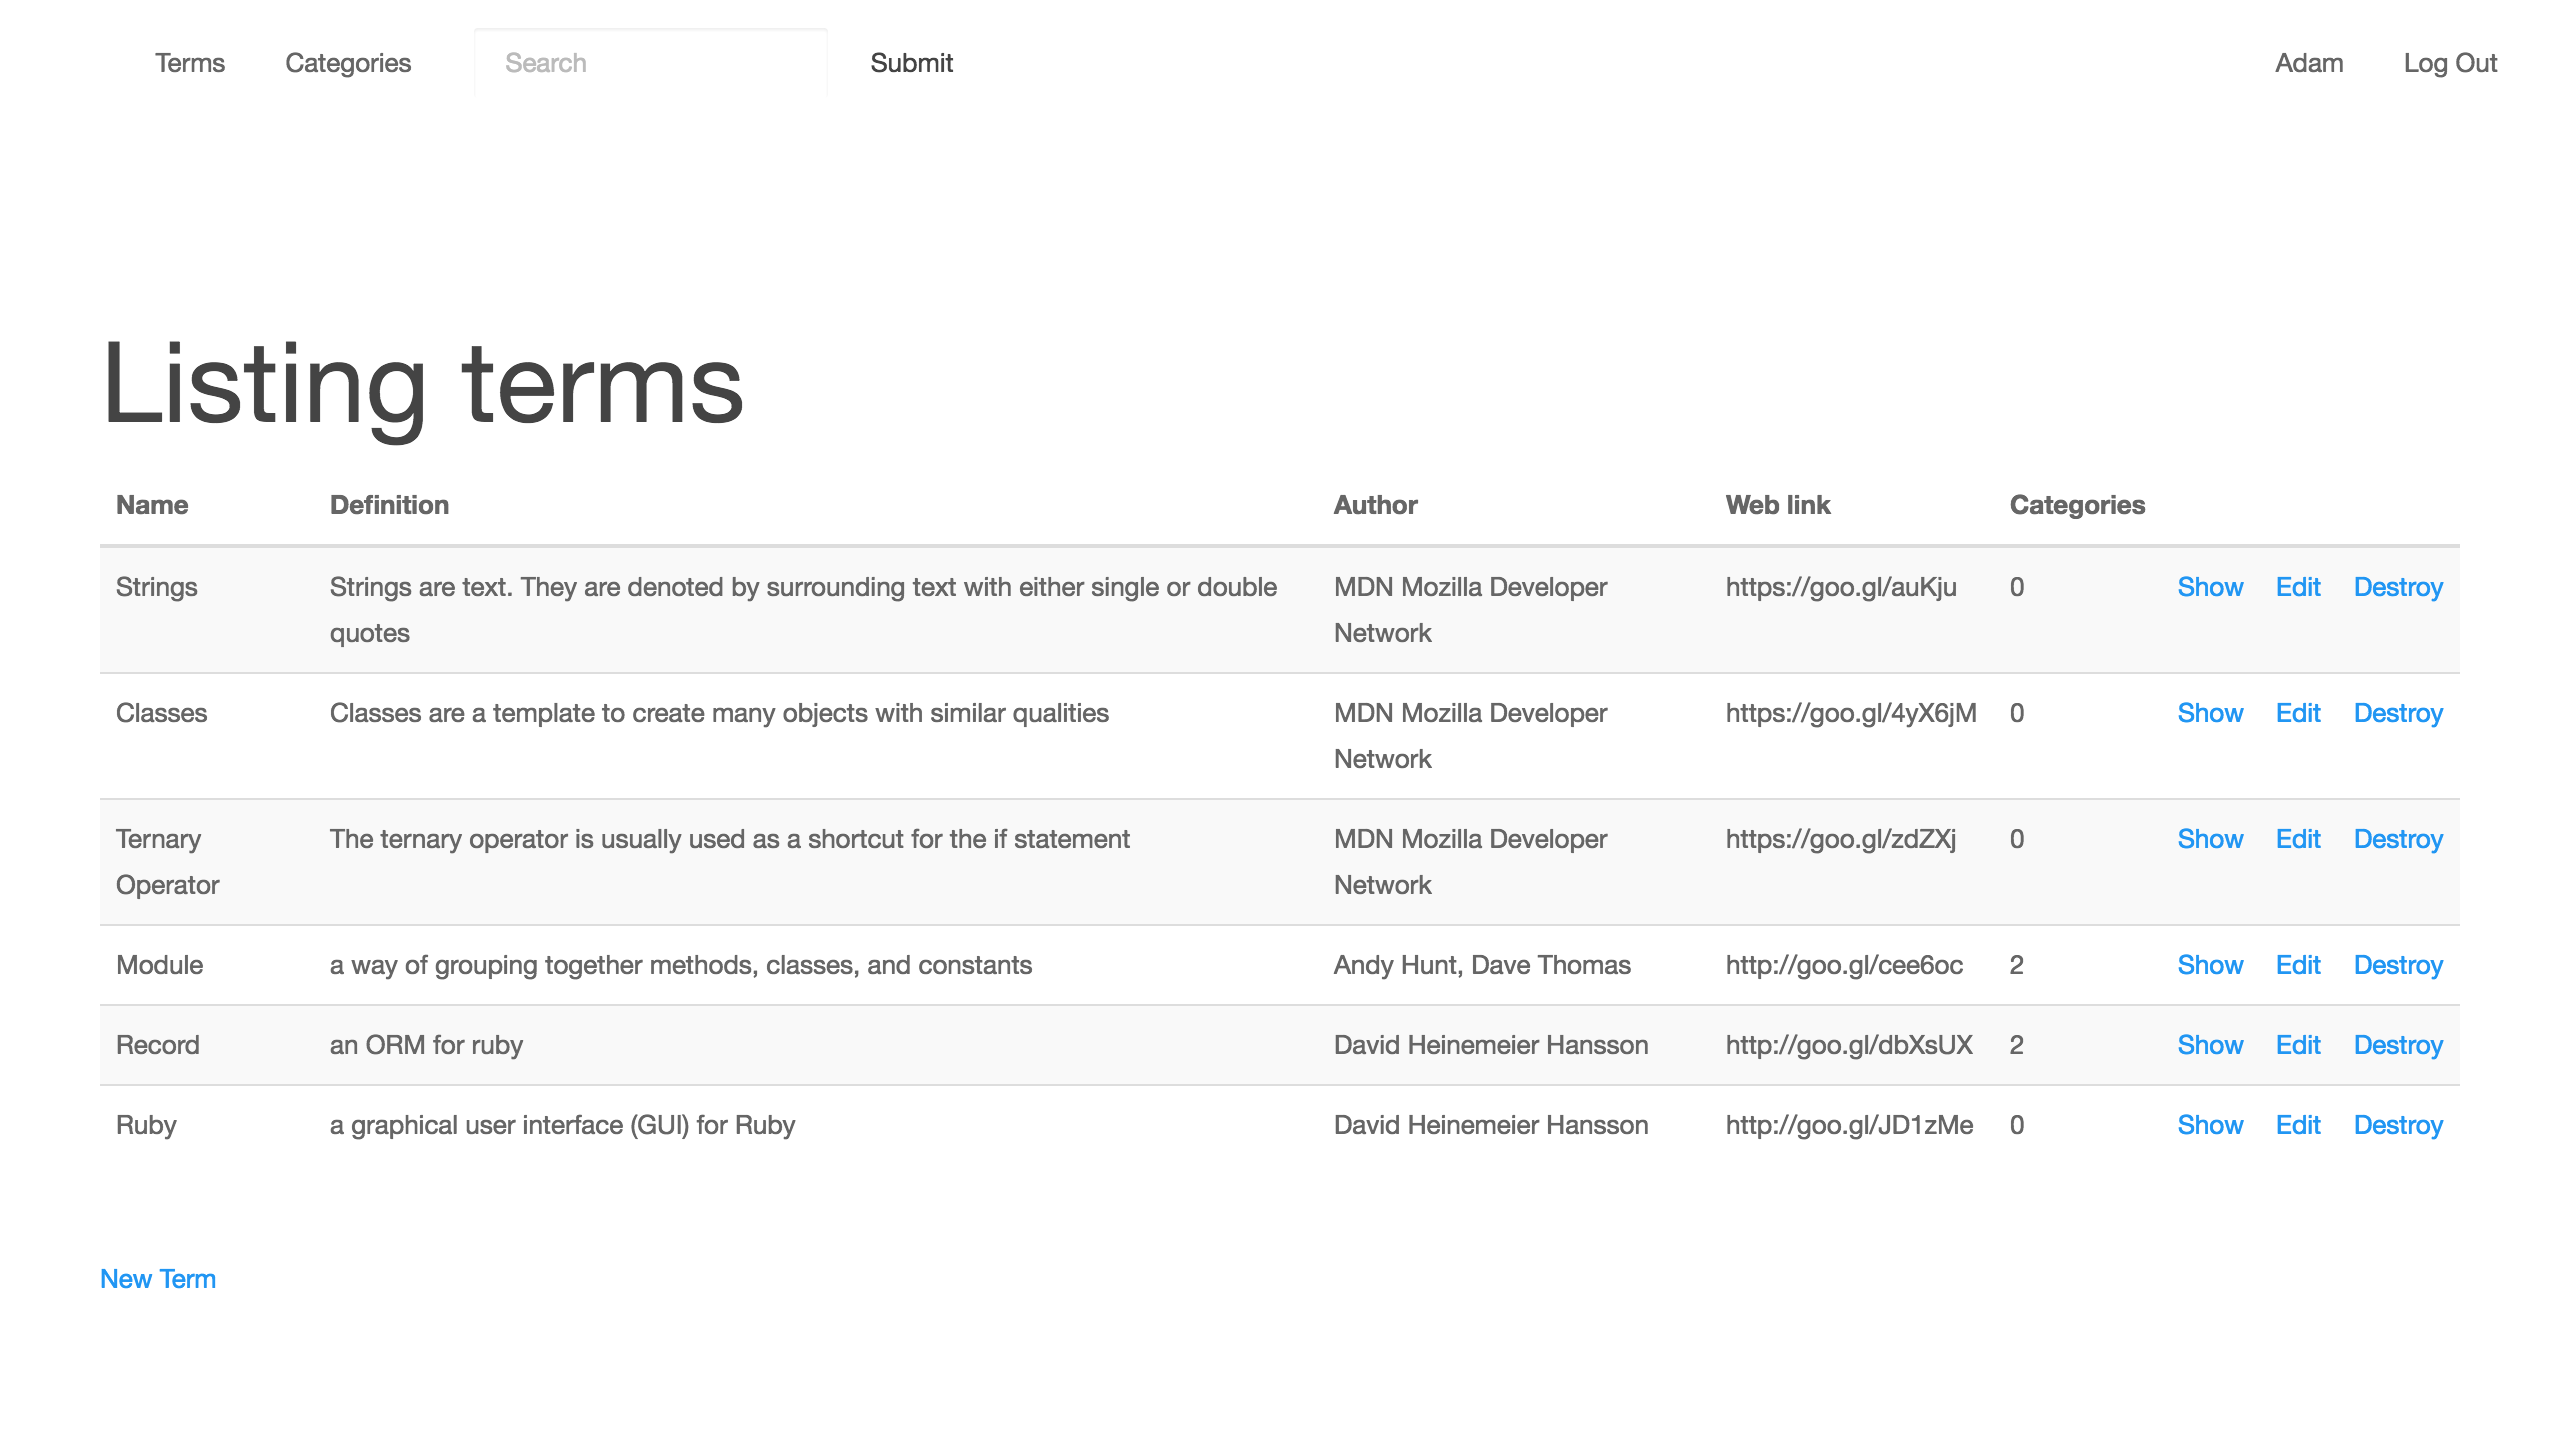 Terms Categories Search Submit Adam Log Out
Listing terms
Name Definition Author Web link Categories
Strings Strings are text. They are denoted by surrounding text with either single or double MDN Mozilla Developer https://goo.gl/auKju 0 Show Edit Destroy
quotes Network
Classes Classes are a template to create many objects with similar qualities MDN Mozilla Developer https://goo.gl/4yX6jM 0 Show Edit Destroy
Network
Ternary The ternary operator is usually used as a shortcut for the if statement MDN Mozilla Developer https://goo.gl/zdZXj 0 Show Edit Destroy
Operator Network
Module a way of grouping together methods, classes, and constants Andy Hunt, Dave Thomas http://goo.gl/cee6oc 2 Show Edit Destroy
Record an ORM for ruby David Heinemeier Hansson http://goo.gl/dbXsUX 2 Show Edit Destroy
Ruby a graphical user interface (GUI) for Ruby David Heinemeier Hansson http://goo.gl/JD1zMe 0 Show Edit Destroy
New Term